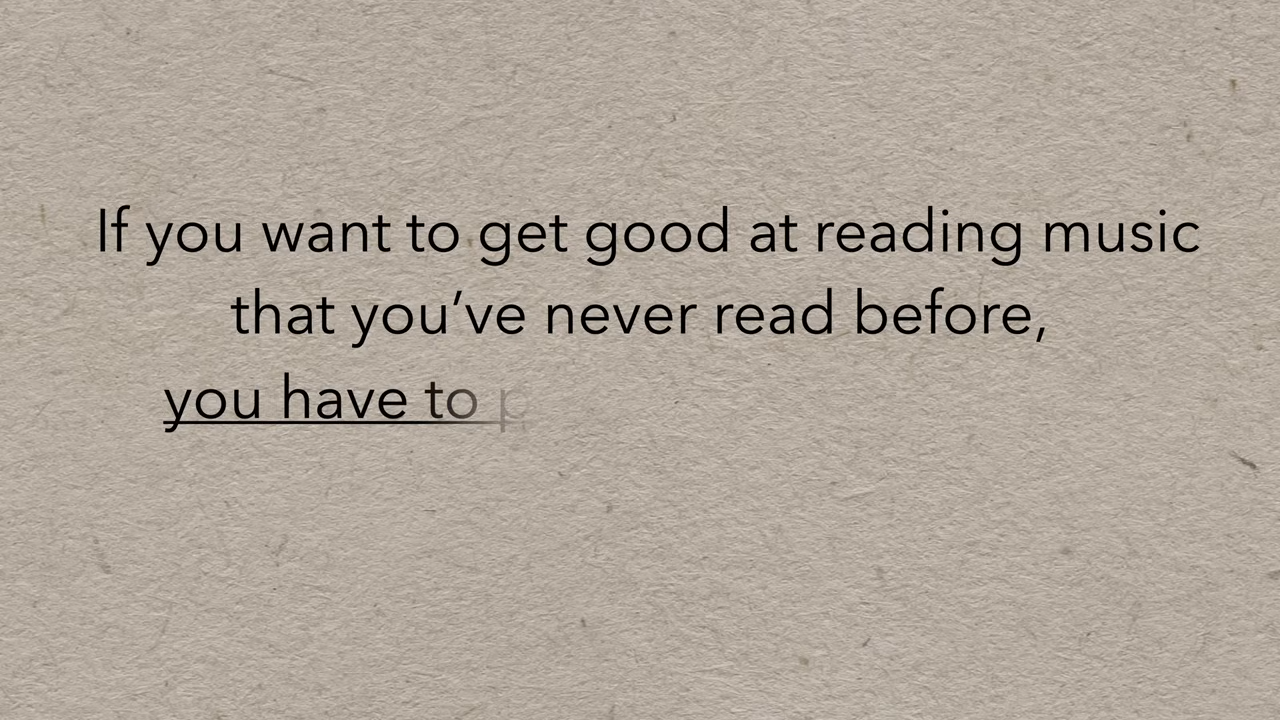 If you want to get good at reading music
that you've never read before,
you have to p